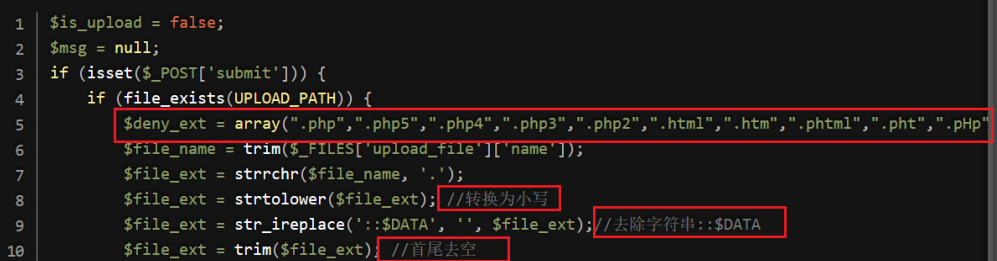 1 $is_upload = false;
2 $msg = null;
3 if (isset($_POST['submit'])) {
4 if (file_exists(UPLOAD_PATH)) {
5 $deny_ext = array(".php",".php5",".php4",".php3",".php2",".html",".htm",".phtml",".pht",".pHp"
6 $file_name = trim($_FILES['upload_file']['name']);
7 $file_ext = strrchr($file_name, '.');
8 $file_ext = strtolower($file_ext); //转换为小写
9 $file_ext = str_ireplace('::$DATA', '', $file_ext);//去除字符串::$DATA
10 $file_ext = trim($file_ext); //首尾去空